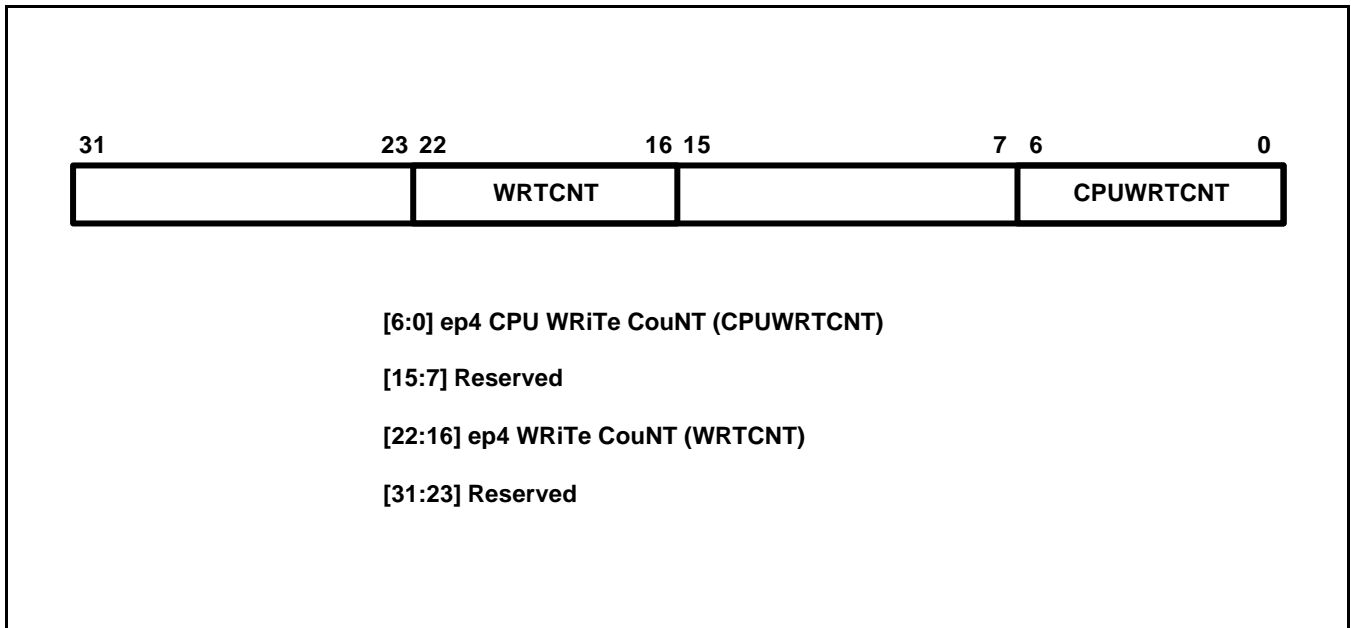 31 23 22 16 15 7 6 0
WRTCNT CPUWRTCNT
[6:0] ep4 CPU WRiTe CouNT (CPUWRTCNT)
[15:7] Reserved
[22:16] ep4 WRiTe CouNT (WRTCNT)
[31:23] Reserved